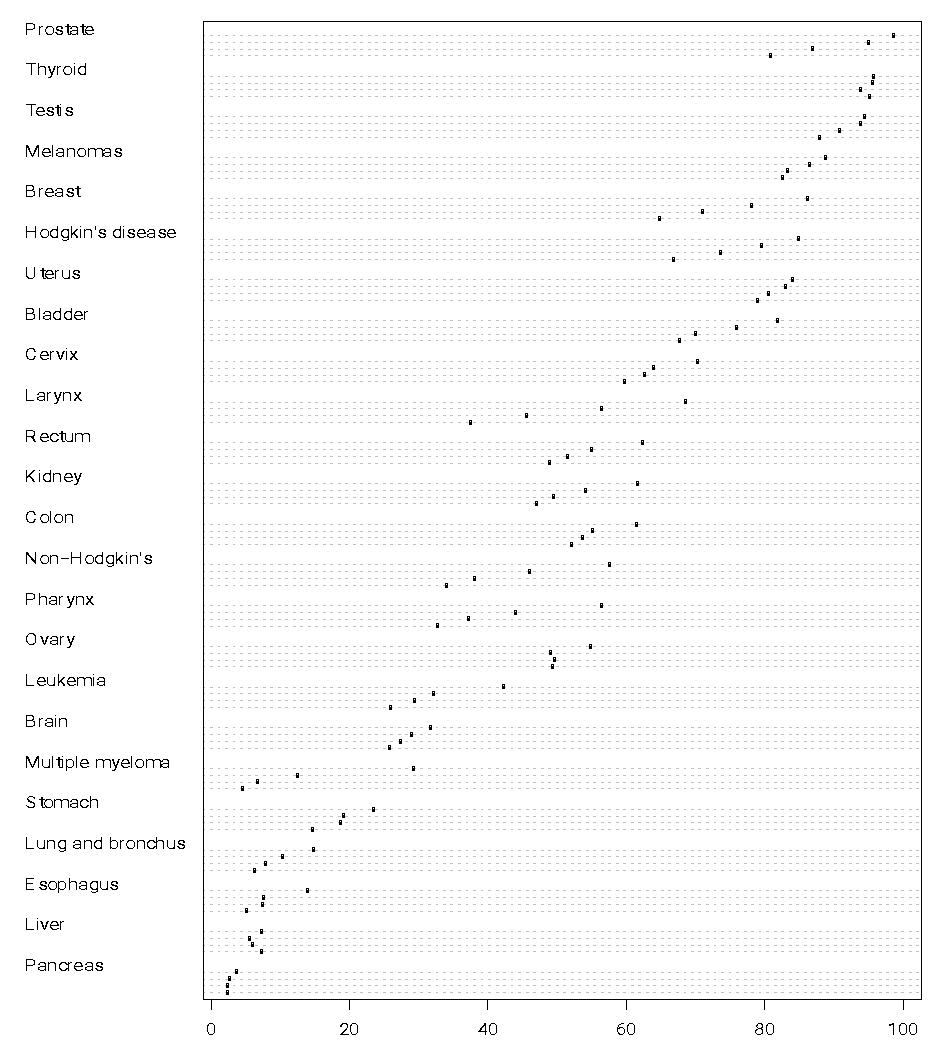 Prostate
Thyroid
Testis
Melanomas
Breast
Hodgkin's disease
Uterus
Bladder
Cervix
Larynx
Rectum
Kidney
Colon
Non-Hodgkin's
Pharynx
Ovary
Leukemia
Brain
Multiple myeloma
Stomach
Lung and bronchus
Esophagus
Liver
Pancreas
0 20 40 60 80 100